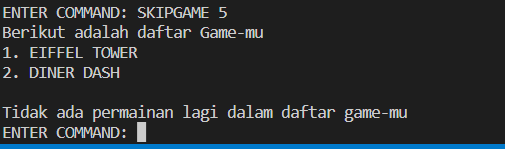 ENTER COMMAND: SKIPGAME 5
Berikut adalah daftar Game-mu
1. EIFFEL TOWER
2. DINER DASH
Tidak ada permainan lagi dalam daftar game-mu
ENTER COMMAND: